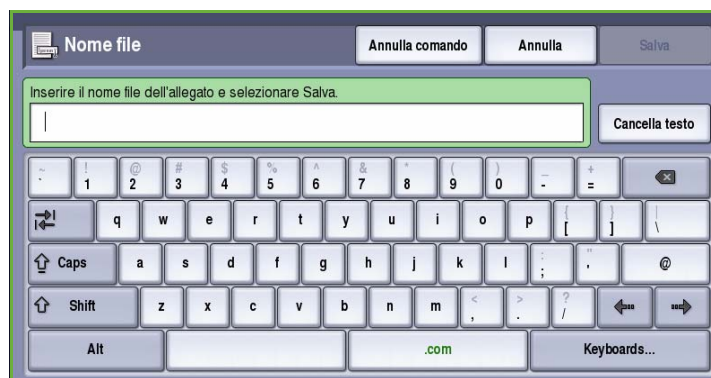 Nome file Annulla comando Annulla Salva
Inserire il nome file dell'allegato e selezionare Salva.
Cancella testo
~ ! @ # $ % ^ & * ( ) _ +
` 1 2 3 4 5 6 7 8 9 0 - =
q w e r t y u i o p { [ } ] | \
Caps a s d f g h j k l : ; " ' @
Shift z x c v b n m < , > . ? /
Alt .com Keyboards...